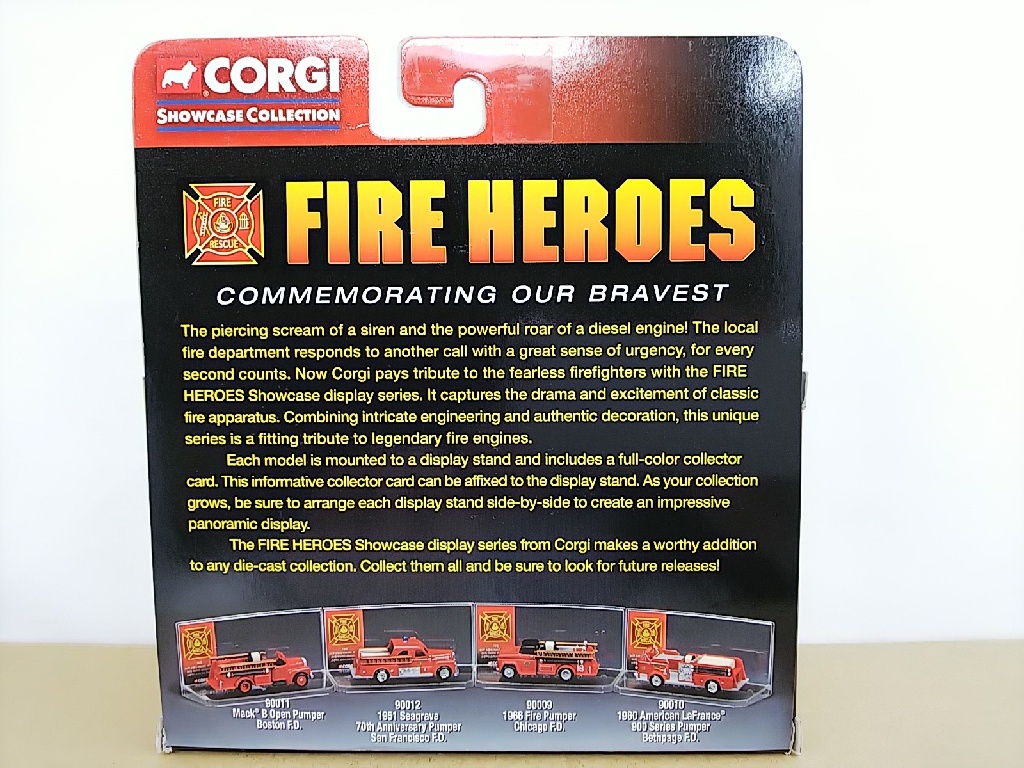 CORGI
SHOWCASE COLLECTION
FIRE
RESCUE
FIRE HEROES
COMMEMORATING OUR BRAVEST
The piercing scream of a siren and the powerful roar of a diesel engine! The local
fire department responds to another call with a great sense of urgency, for every
second counts. Now Corgi pays tribute to the fearless firefighters with the FIRE
HEROES Showcase display series. It captures the drama and excitement of classic
fire apparatus. Combining intricate engineering and authentic decoration, this unique
series is a fitting tribute to legendary fire engines.
Each model is mounted to a display stand and includes a full-color collector
card. This informative collector card can be affixed to the display stand. As your collection
grows, be sure to arrange each display stand side-by-side to create an impressive
panoramic display.
The FIRE HEROES Showcase display series from Corgi makes a worthy addition
to any die-cast collection. Collect them all and be sure to look for future releases!
90011
Mack® B Open Pumper
Boston F.D.
90012
1951 Seagrave
70th Anniversary Pumper
San Francisco F.D.
90009
1966 Fire Pumper
Chicago F.D.
90010
1960 American LaFrance®
900 Series Pumper
Bethpage F.D.